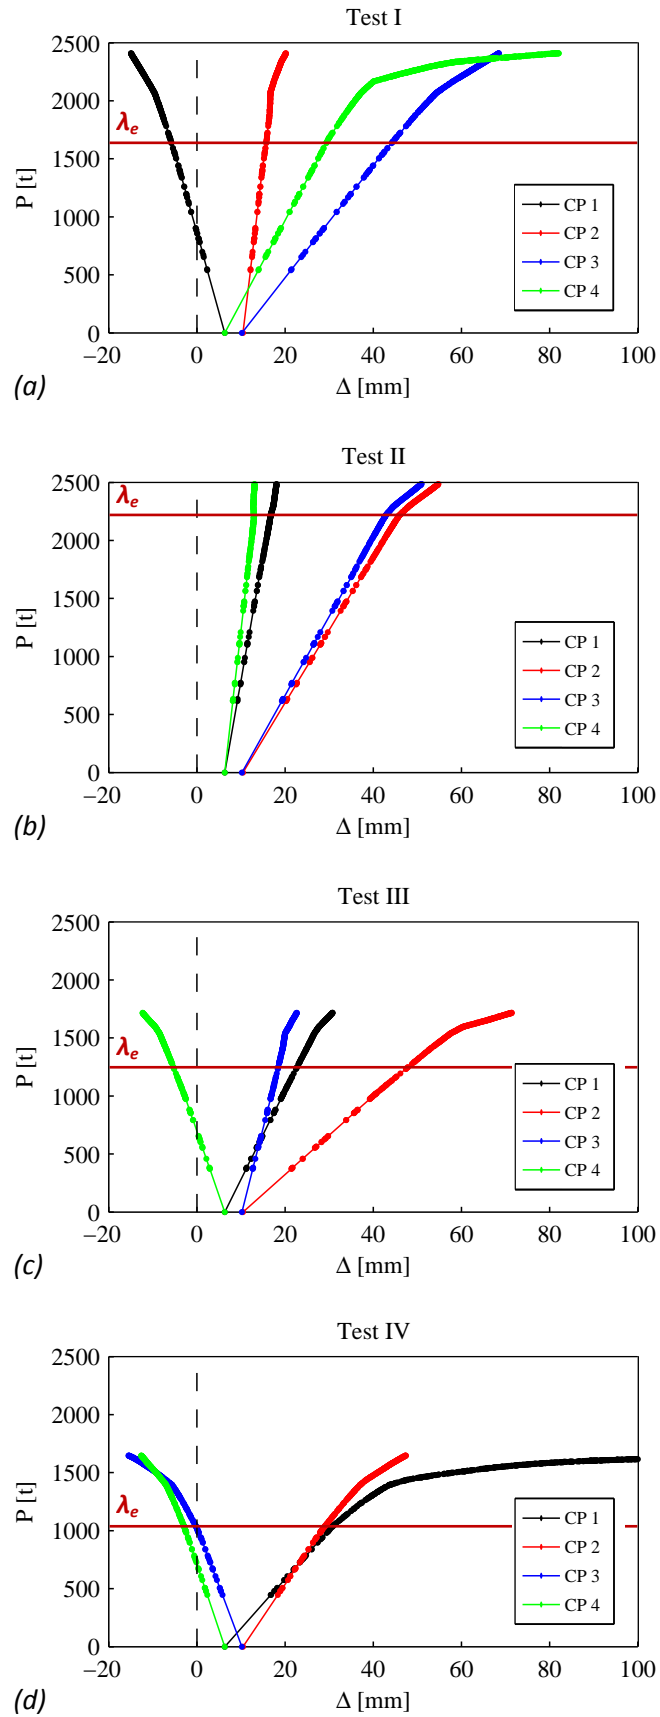 Test I
2500
2000
λe
1500
P [t]
1000
CP 1
CP 2
500
CP 3
CP 4
0
−20 0 20 40 60 80 100
(a)
Δ [mm]
Test II
2500
λe
2000
1500
P [t]
1000
CP 1
CP 2
500
CP 3
CP 4
0
−20 0 20 40 60 80 100
(b)
Δ [mm]
Test III
2500
2000
1500
λe
P [t]
1000
CP 1
CP 2
500
CP 3
CP 4
0
−20 0 20 40 60 80 100
(c)
Δ [mm]
Test IV
2500
2000
1500
λe
P [t]
1000
CP 1
CP 2
500
CP 3
CP 4
0
−20 0 20 40 60 80 100
(d)
Δ [mm]